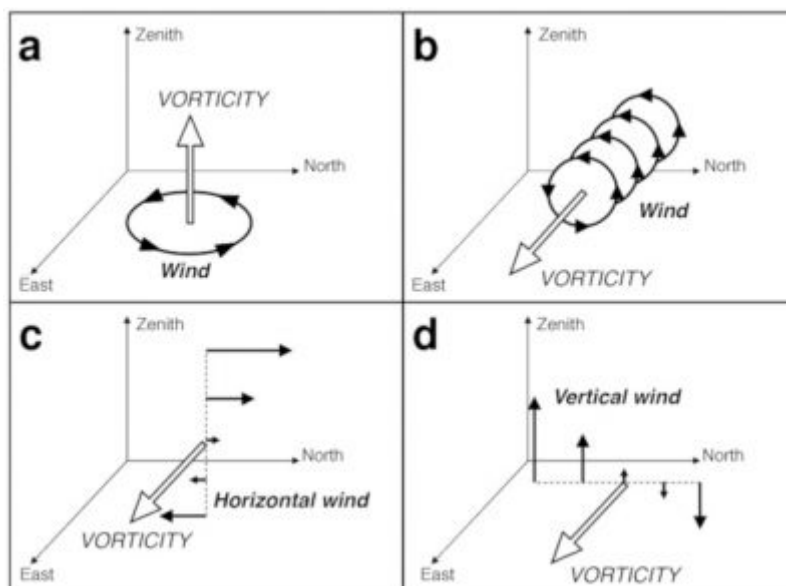 a
Zenith
VORTICITY
North
Wind
East
b
Zenith
North
Wind
VORTICITY
East
c
Zenith
North
Horizontal wind
VORTICITY
East
d
Zenith
Vertical wind
North
VORTICITY
East